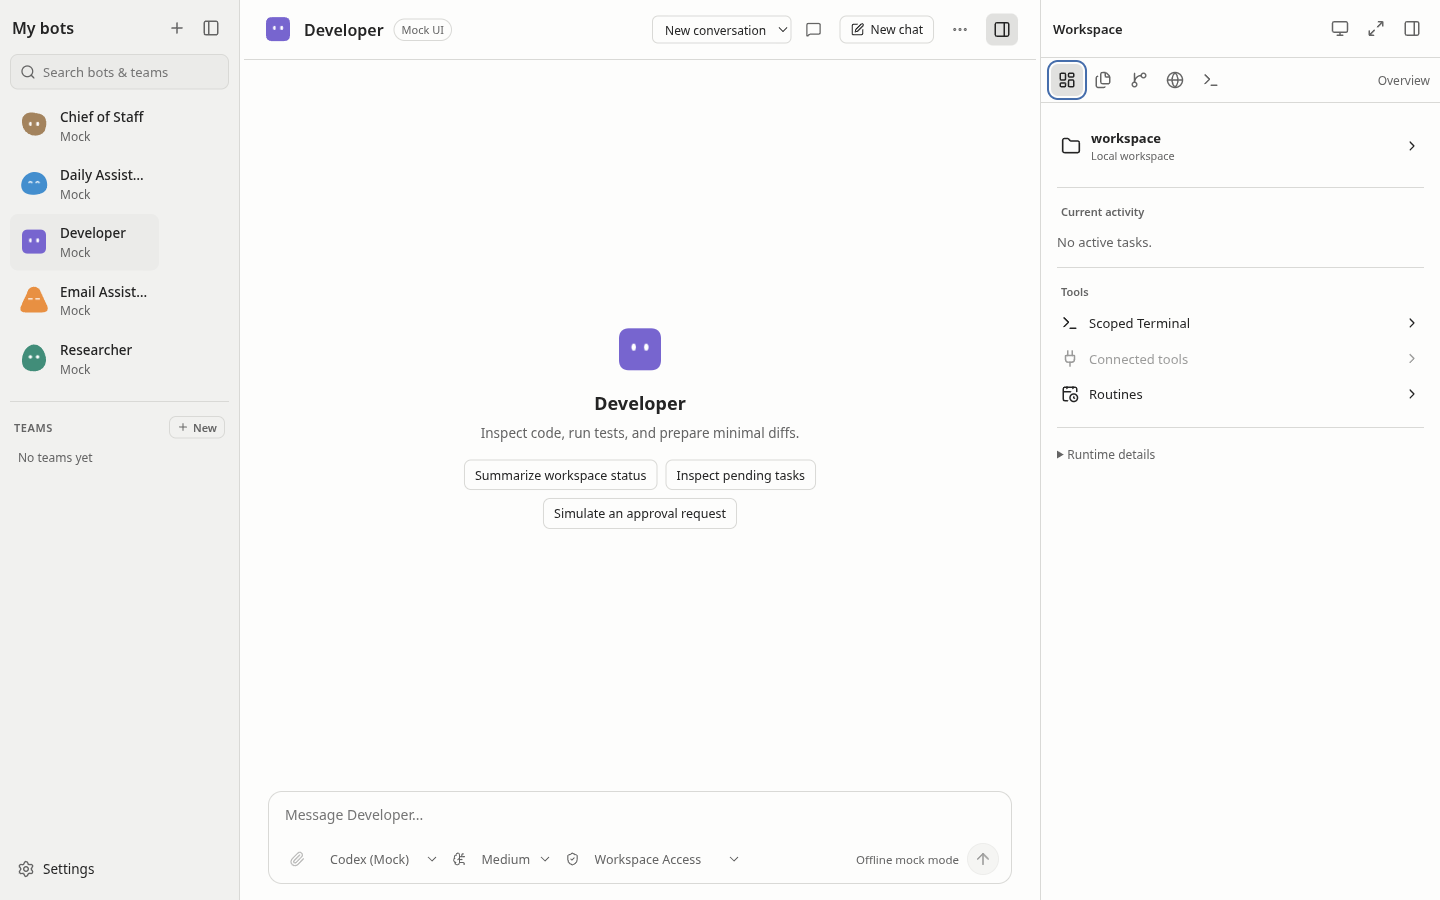 My bots
Search bots & teams
Chief of Staff
Mock
Daily Assist...
Mock
Developer
Mock
Email Assist...
Mock
Researcher
Mock
TEAMS
New
No teams yet
Settings
Developer
Mock UI
New conversation
New chat
Developer
Inspect code, run tests, and prepare minimal diffs.
Summarize workspace status
Inspect pending tasks
Simulate an approval request
Message Developer...
Codex (Mock)
Medium
Workspace Access
Offline mock mode
Workspace
Overview
workspace
Local workspace
Current activity
No active tasks.
Tools
Scoped Terminal
Connected tools
Routines
Runtime details